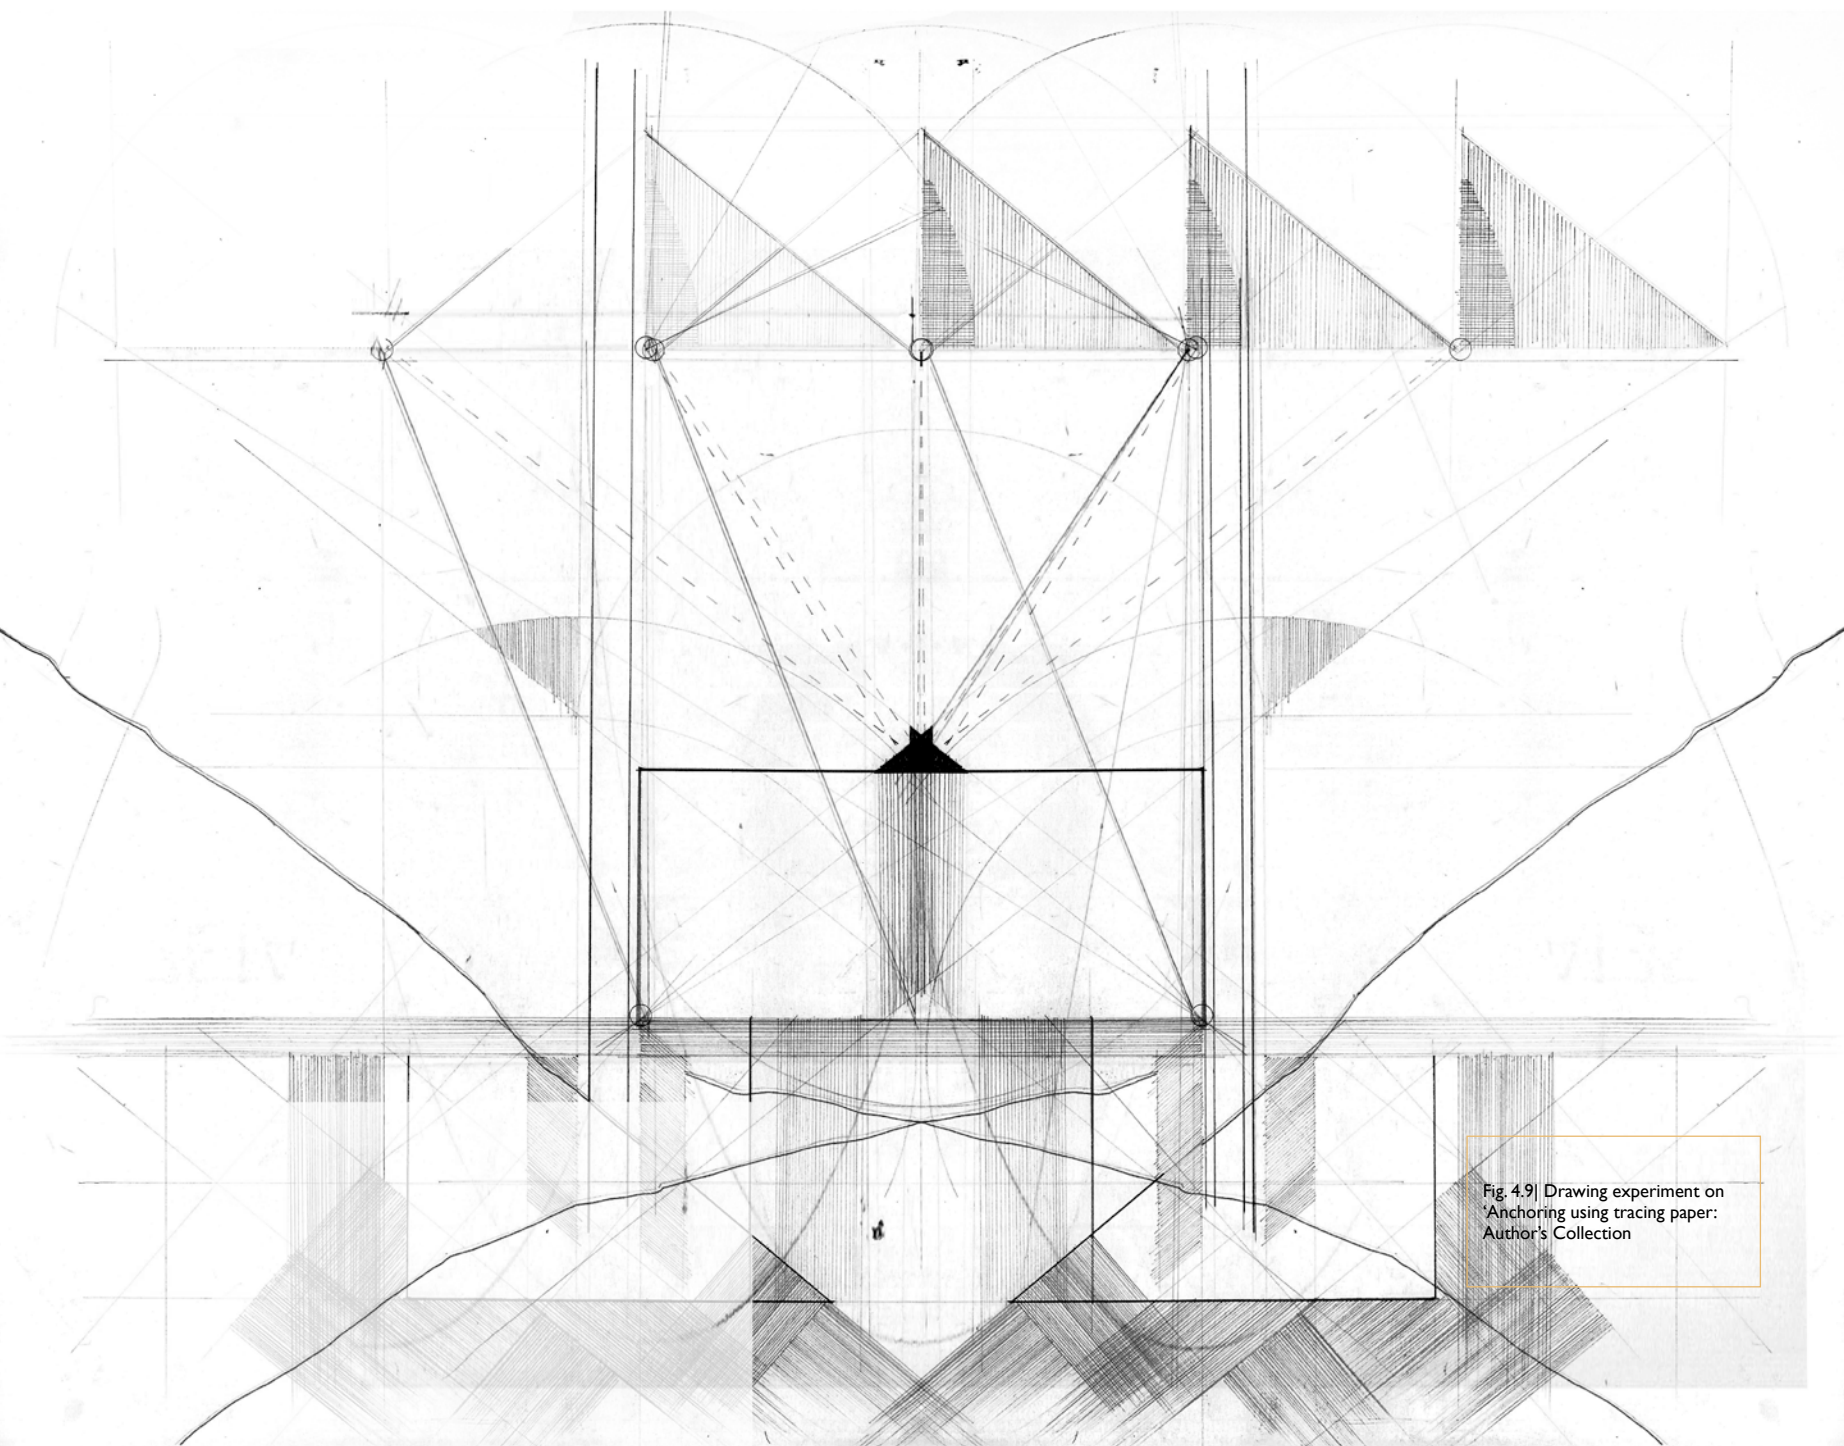 Fig. 4.9| Drawing experiment on
‘Anchoring using tracing paper:
Author’s Collection